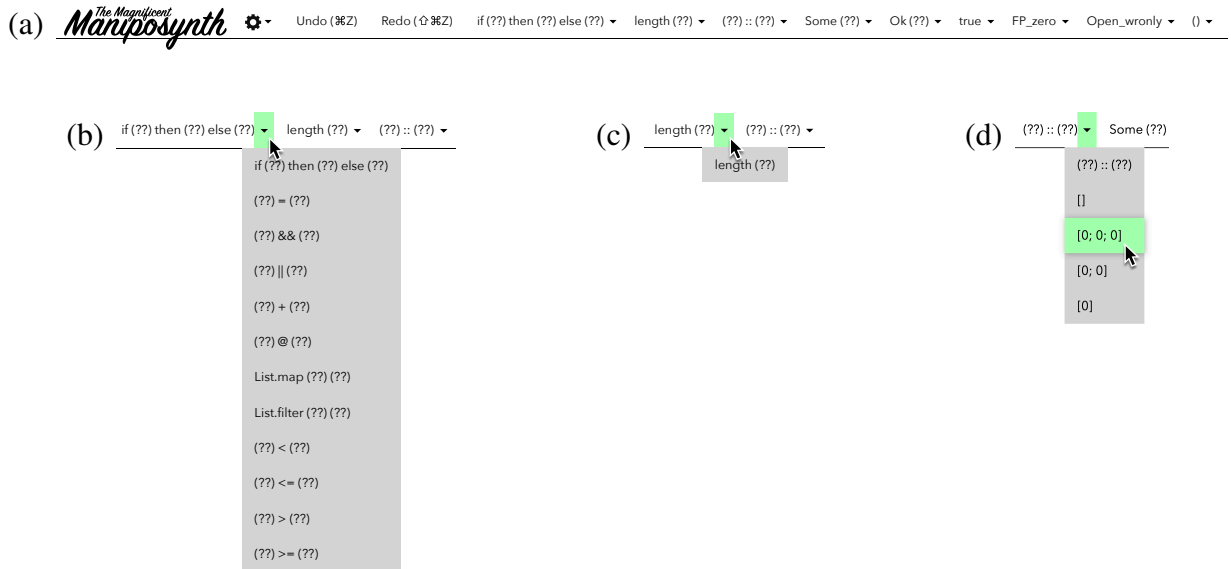 (a) The Magnificent Maniposynth Undo (⌘Z) Redo (⇧⌘Z) if (??) then (??) else (??) length (??) (??) :: (??) Some (??) Ok (??) true FP_zero Open_wronly ()
(b) if (??) then (??) else (??) length (??) (??) :: (??)
if (??) then (??) else (??)
(??) = (??)
(??) && (??)
(??) || (??)
(??) + (??)
(??) @ (??)
List.map (??) (??)
List.filter (??) (??)
(??) < (??)
(??) <= (??)
(??) > (??)
(??) >= (??)
(c) length (??) (??) :: (??)
length (??)
(d) (??) :: (??) Some (??)
(??) :: (??)
[]
[0; 0; 0]
[0; 0]
[0]